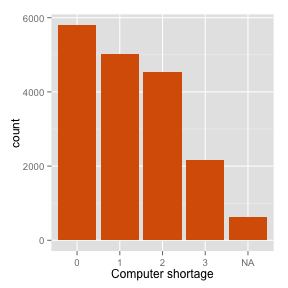 6000
4000
2000
0
count
0 1 2 3 NA
Computer shortage